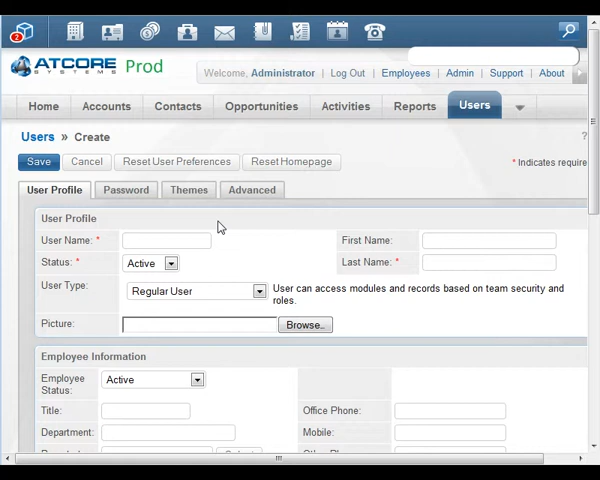 2
ATCORE
SYSTEMS
Prod
Welcome, Administrator | Log Out | Employees | Admin | Support | About
Home Accounts Contacts Opportunities Activities Reports Users
Users » Create ?
Save Cancel Reset User Preferences Reset Homepage * Indicates require
User Profile Password Themes Advanced
User Profile
User Name: * First Name:
Status: * Active Last Name: *
User Type: Regular User User can access modules and records based on team security and
roles.
Picture: Browse..
Employee Information
Employee
Status: Active
Title: Office Phone:
Department: Mobile: